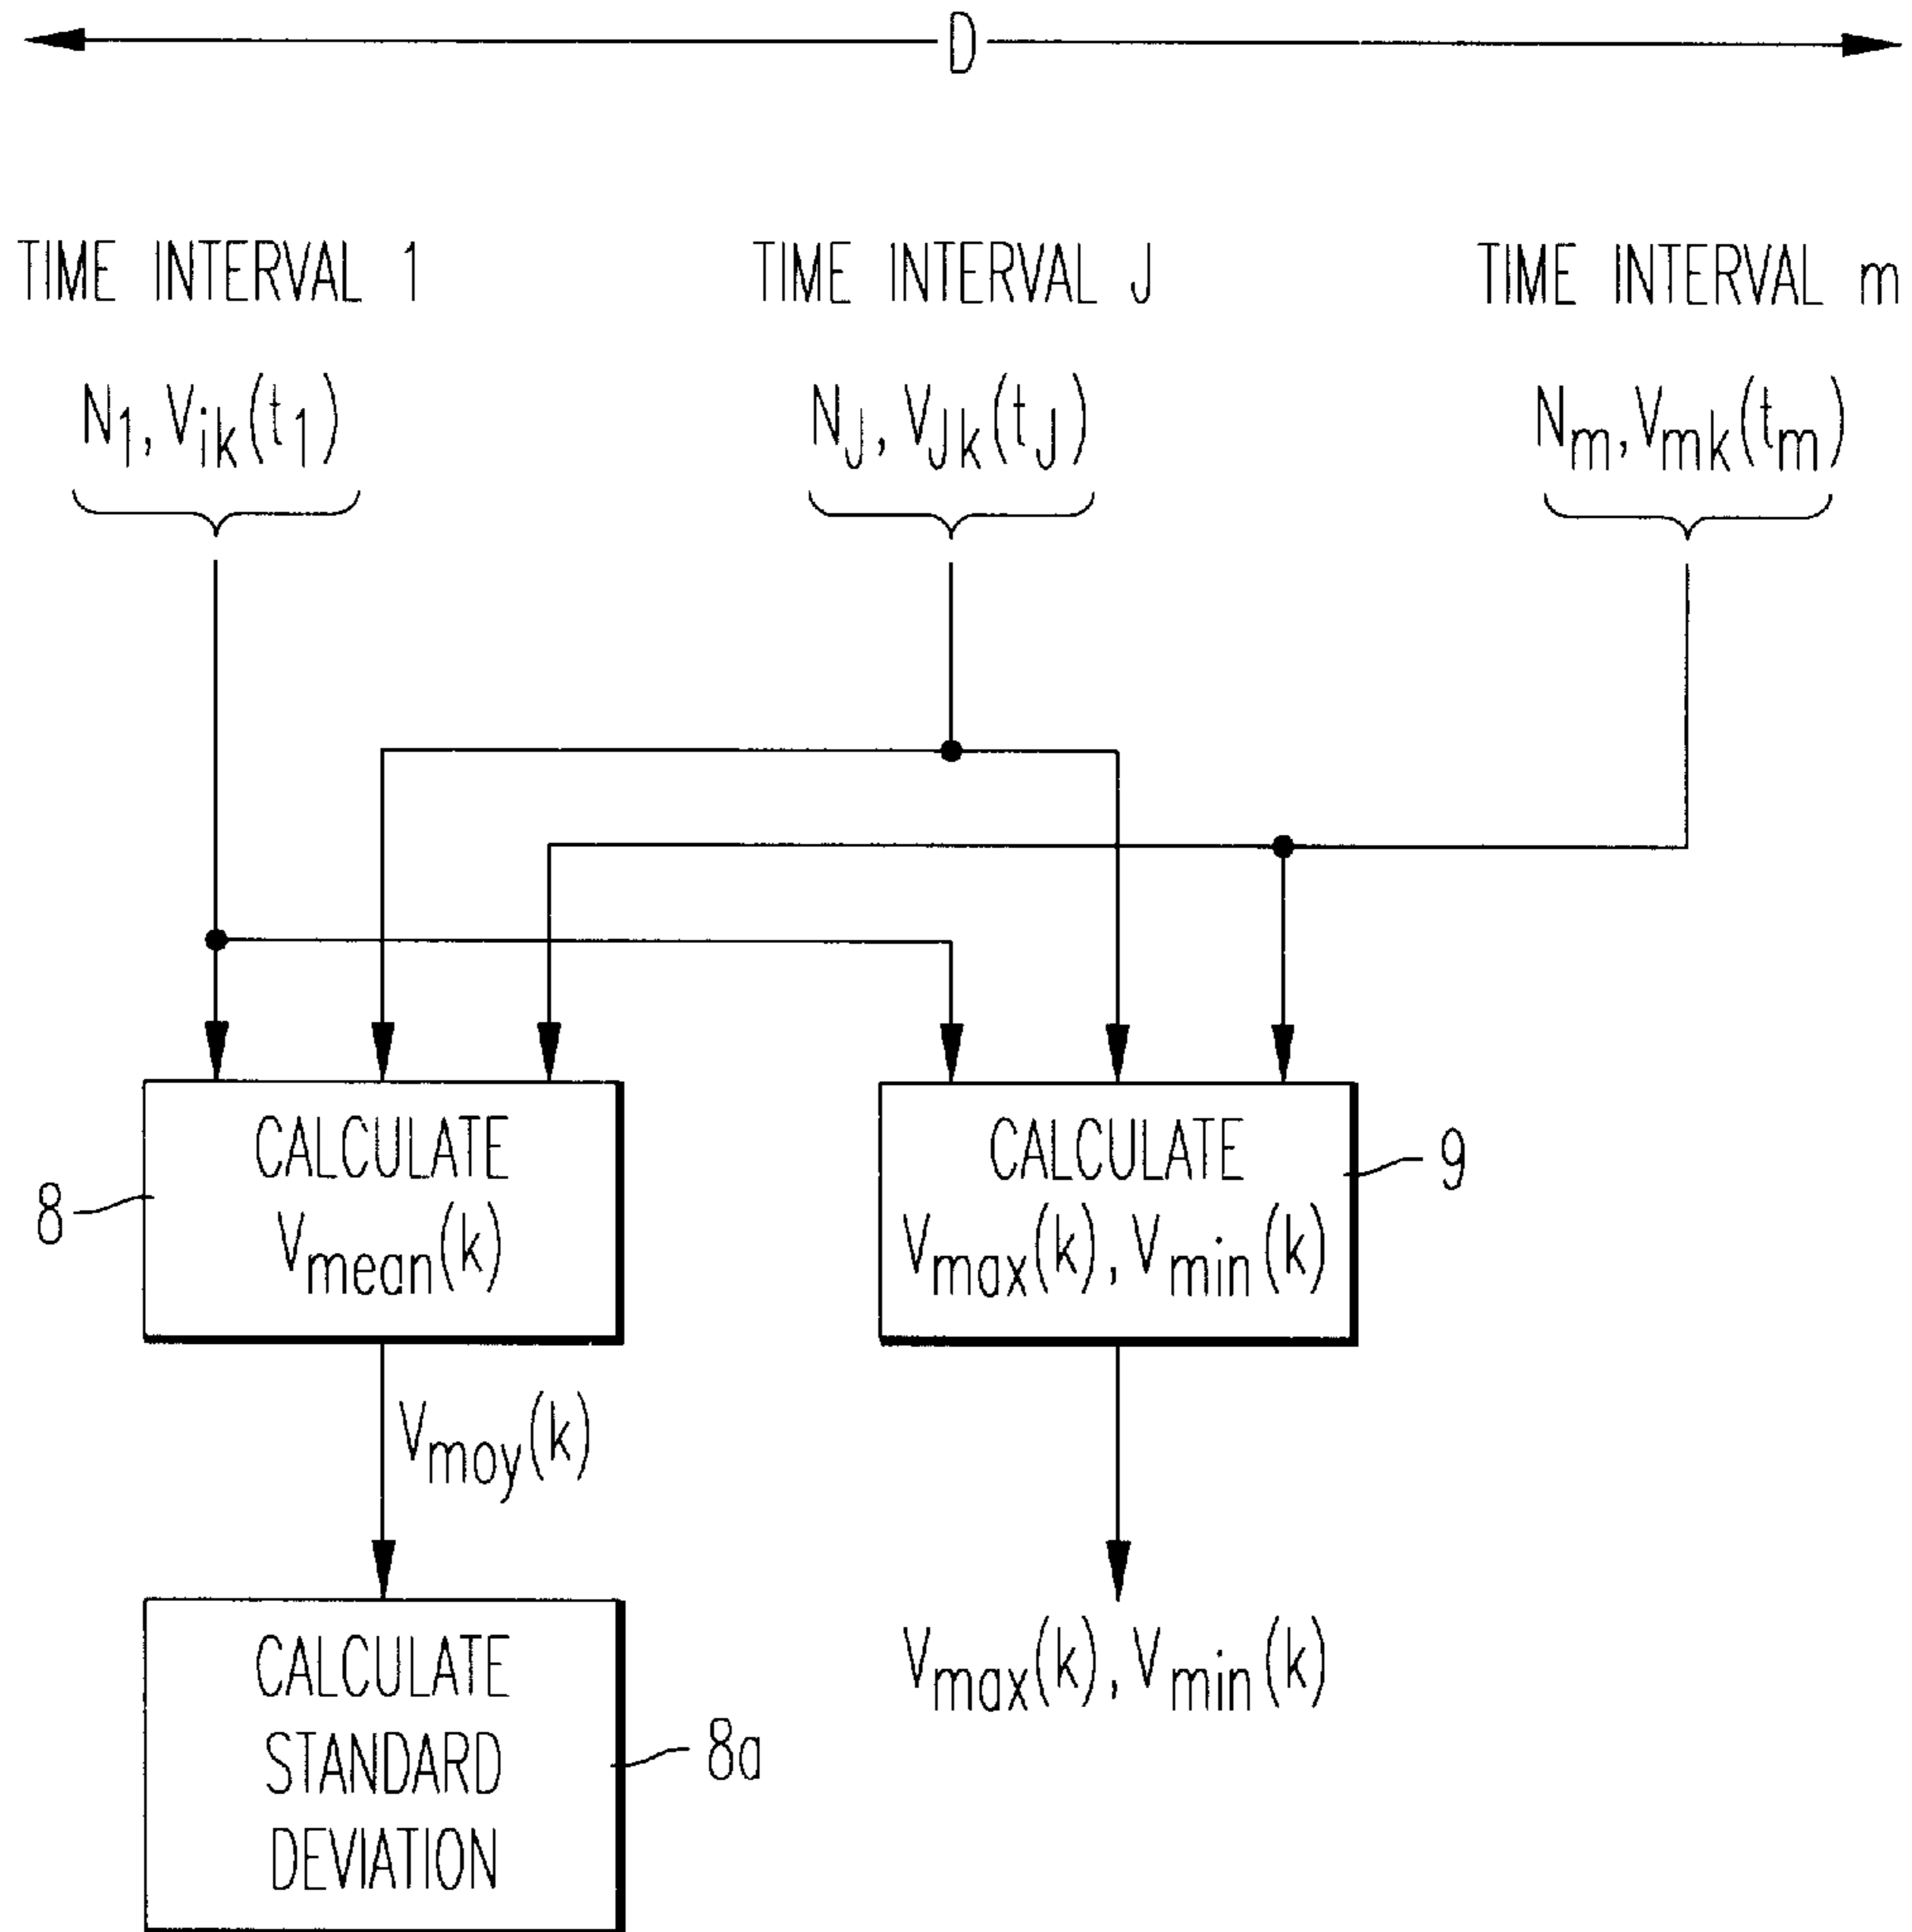 D
TIME INTERVAL 1 TIME INTERVAL J TIME INTERVAL m
N1, Vik(t1) NJ, VJk(tJ) Nm, Vmk(tm)
CALCULATE
Vmean(k)
8
CALCULATE
Vmax(k), Vmin(k)
9
Vmoy(k)
CALCULATE
STANDARD
DEVIATION
8a
Vmax(k), Vmin(k)